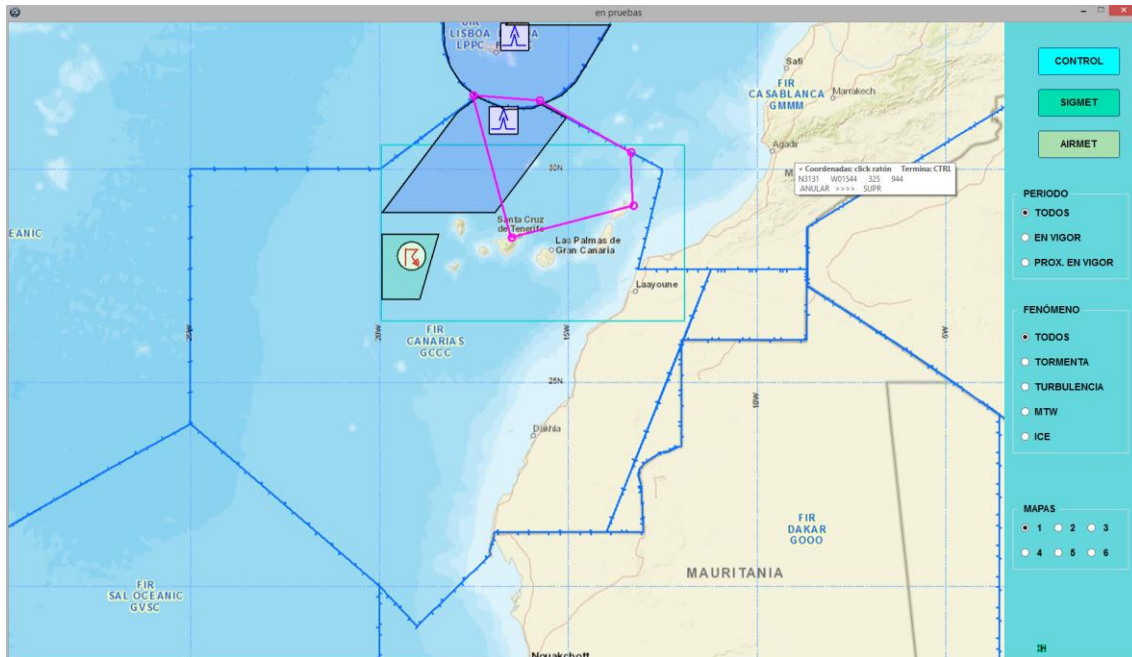 en pruebas
LISBOA
LPPC
FIR
CASABLANCA
GMMM
Safi
Marrakech
Agadir
30N
• Coordenadas: click ratón Termina: CTRL
N3131 W01544 325 944
ANULAR >>>> SUPR
EANIC
Santa Cruz
de Tenerife
Las Palmas de
Gran Canaria
Laayoune
20W
15W
10W
5W
FIR
CANARIAS
GCCC
25N
Dakhla
FIR
DAKAR
GOOO
MAURITANIA
FIR
SAL OCEANIC
GVSC
Nouakchott
CONTROL
SIGMET
AIRMET
PERIODO
TODOS
EN VIGOR
PROX. EN VIGOR
FENÓMENO
TODOS
TORMENTA
TURBULENCIA
MTW
ICE
MAPAS
1 2 3
4 5 6